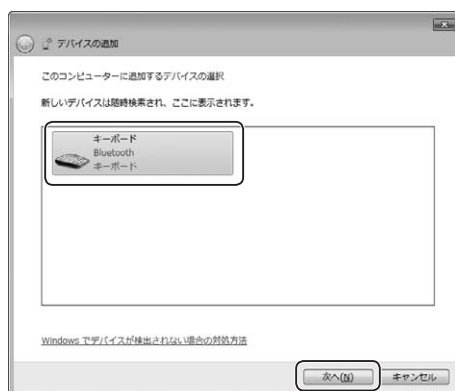 デバイスの追加
このコンピューターに追加するデバイスの選択
新しいデバイスは随時検索され、ここに表示されます。
キーボード
Bluetooth
キーボード
Windows でデバイスが検出されない場合の対処方法
次へ(N) キャンセル